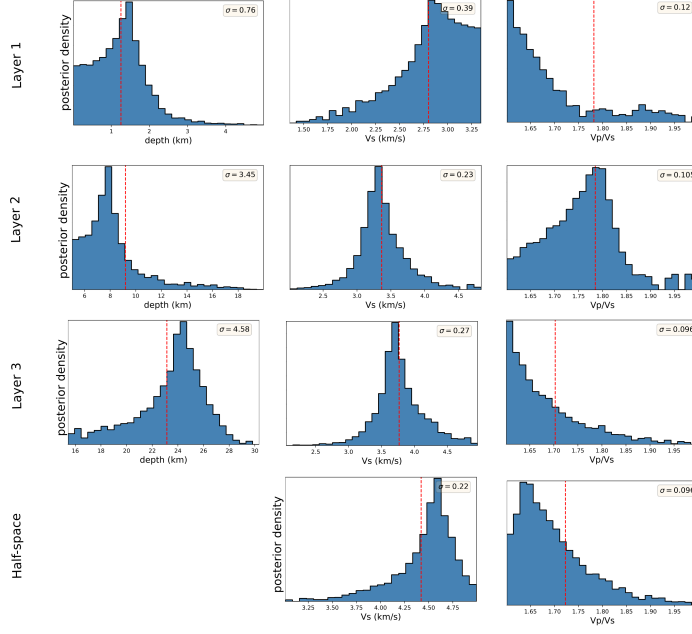 Layer 1
posterior density
σ = 0.76
1 2 3 4
depth (km)
σ = 0.39
1.50 1.75 2.00 2.25 2.50 2.75 3.00 3.25
Vs (km/s)
σ = 0.12
1.65 1.70 1.75 1.80 1.85 1.90 1.95
Vp/Vs
Layer 2
posterior density
σ = 3.45
6 8 10 12 14 16 18
depth (km)
σ = 0.23
2.5 3.0 3.5 4.0 4.5
Vs (km/s)
σ = 0.105
1.65 1.70 1.75 1.80 1.85 1.90 1.95
Vp/Vs
Layer 3
posterior density
σ = 4.58
16 18 20 22 24 26 28 30
depth (km)
σ = 0.27
2.5 3.0 3.5 4.0 4.5
Vs (km/s)
σ = 0.096
1.65 1.70 1.75 1.80 1.85 1.90 1.95
Vp/Vs
Half-space
posterior density
σ = 0.22
3.25 3.50 3.75 4.00 4.25 4.50 4.75
Vs (km/s)
σ = 0.096
1.65 1.70 1.75 1.80 1.85 1.90 1.95
Vp/Vs